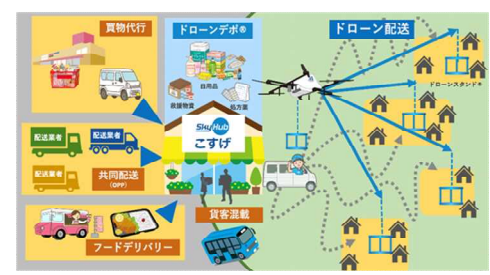 買物代行
ドローンデポ®
ドローン配送
日用品
救援物資
処方薬
ドローンスタンド®
SkyHub
こすげ
配送業者
配送業者
配送業者
共同配送
(OPP)
貨客混載
フードデリバリー